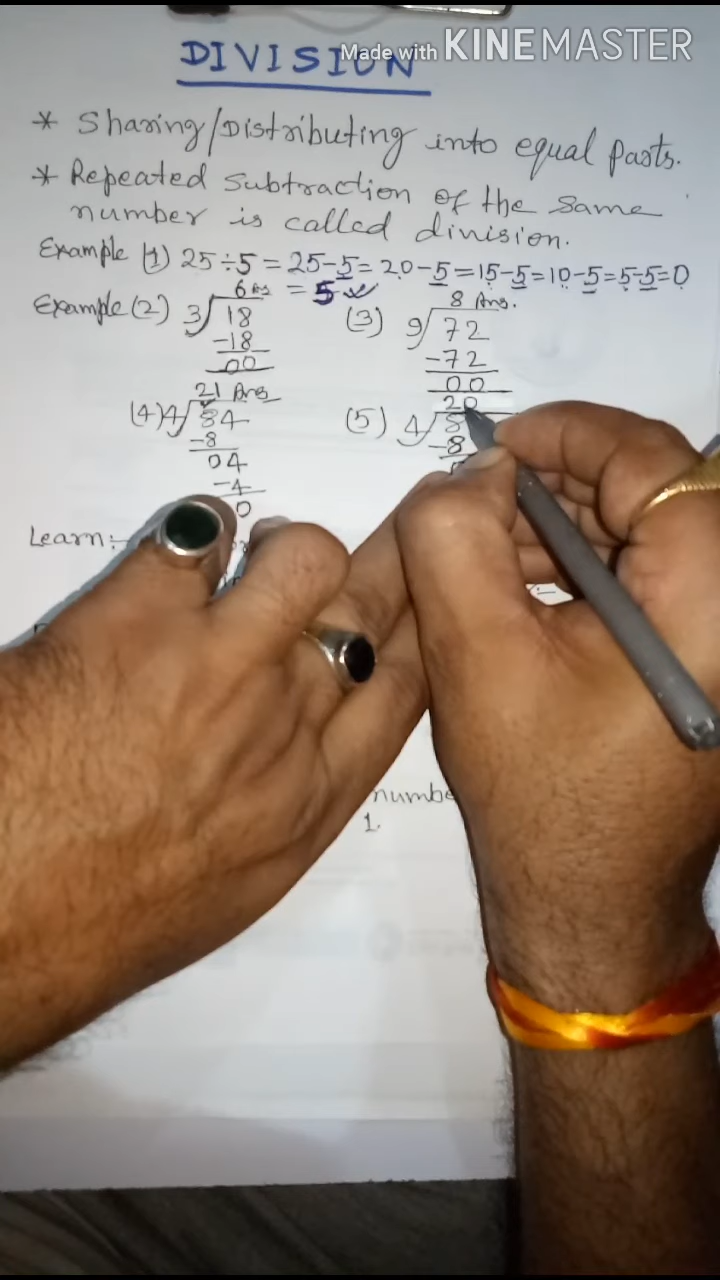 DIVISION
Made with KINEMASTER
* Sharing/Distributing into equal parts.
* Repeated subtraction of the same
number is called division.
Example (1) 25÷5 = 25-5= 20-5=15-5=10-5=5-5=0
= 5
Example (2) 3 18
6 Ans
-18
00
(3) 9 72
8 Ans.
-72
00
(4) 4 84
21 Ans
-8
04
-4
0
(5) 4 8
20
-8
Learn:-
1.